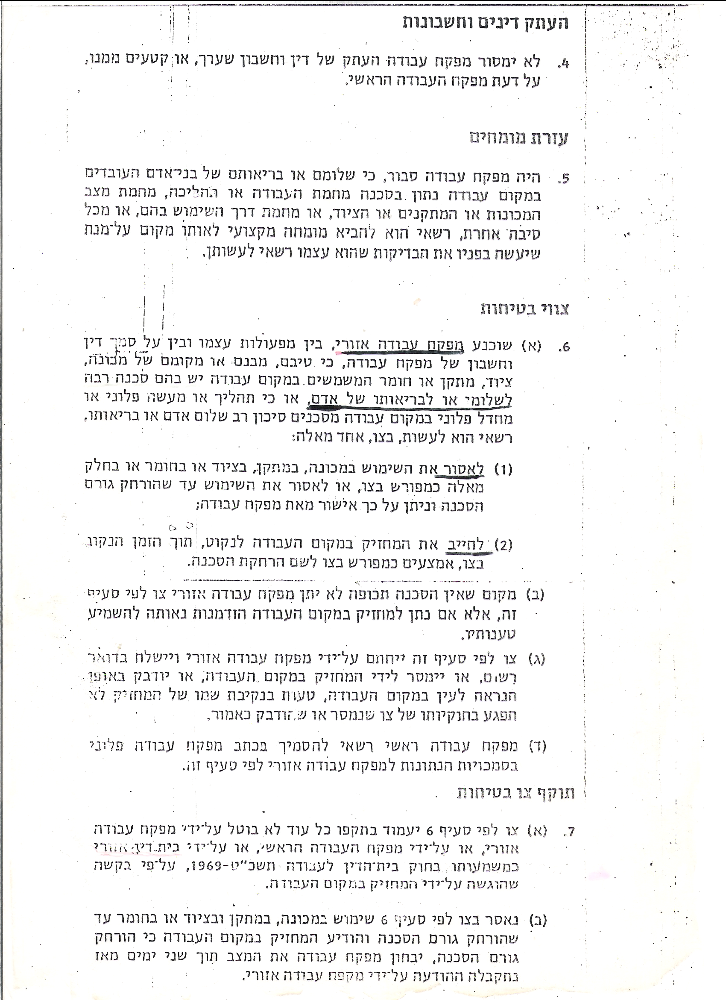 העתק דינים וחשבונות
4. לא ימסור מפקח עבודה העתק של דין וחשבון שערך, או קטעים ממנו,
על דעת מפקח העבודה הראשי.
עזרת מומחים
5. היה מפקח עבודה סבור, כי שלומם או בריאותם של בני־אדם העובדים
במקום עבודה נתון בסכנה מחמת העבודה או תהליכה, מחמת מצב
המכונות או המתקנים או הציוד, או מחמת דרך השימוש בהם, או מכל
סיבה אחרת, רשאי הוא להביא מומחה מקצועי לאותו מקום על־מנת
שיעשה בפניו את הבדיקות שהוא עצמו רשאי לעשותן.
צווי בטיחות
6. (א) שוכנע מפקח עבודה אזורי, בין מפעולות עצמו ובין על סמך דין
וחשבון של מפקח עבודה, כי טיבם, מבנם או מקומם של מכונה,
ציוד, מתקן או חומר המשמשים במקום עבודה יש בהם סכנה רבה
לשלומו או לבריאותו של אדם, או כי תהליך או מעשה פלוני או
מחדל פלוני במקום עבודה מסכנים סיכון רב שלום אדם או בריאותו,
רשאי הוא לעשות, בצו, אחד מאלה:
(1) לאסור את השימוש במכונה, במתקן, בציוד או בחומר או בחלק
מאלה כמפורש בצו, או לאסור את השימוש עד שהורחק גורם
הסכנה וניתן על כך אישור מאת מפקח עבודה;
(2) לחייב את המחזיק במקום העבודה לנקוט, תוך הזמן הנקוב
בצו, אמצעים כמפורש בצו לשם הרחקת הסכנה.
(ב) מקום שאין הסכנה תכופה לא יתן מפקח עבודה אזורי צו לפי סעיף
זה, אלא אם נתן למחזיק במקום העבודה הזדמנות נאותה להשמיע
טענותיו.
(ג) צו לפי סעיף זה ייחתם על־ידי מפקח עבודה אזורי ויישלח בדואר
רשום, או יימסר לידי המחזיק במקום העבודה, או יודבק באופן
הנראה לעין במקום העבודה, טעות בנקיבת שמו של המחזיק לא
תפגע בחוקיותו של צו שנמסר או שהודבק כאמור.
(ד) מפקח עבודה ראשי רשאי להסמיך בכתב מפקח עבודה פלוני
בסמכויות הנתונות למפקח עבודה אזורי לפי סעיף זה.
תוקף צו בטיחות
7. (א) צו לפי סעיף 6 יעמוד בתקפו כל עוד לא בוטל על־ידי מפקח עבודה
אזורי, או על־ידי מפקח העבודה הראשי, או על־ידי בית־דין אזורי
כמשמעותו בחוק בית־הדין לעבודה תשכ״ט-1969, על־פי בקשה
שהוגשה על־ידי המחזיק במקום העבודה.
(ב) נאסר בצו לפי סעיף 6 שימוש במכונה, במתקן ובציוד או בחומר עד
שהורחק גורם הסכנה והודיע המחזיק במקום העבודה כי הורחק
גורם הסכנה, יבחון מפקח עבודה את המצב תוך שני ימים מאז
נתקבלה ההודעה על־ידי מקפח עבודה אזורי.